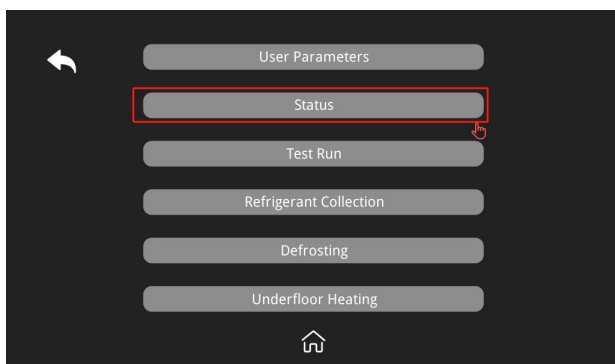 User Parameters
Status
Test Run
Refrigerant Collection
Defrosting
Underfloor Heating